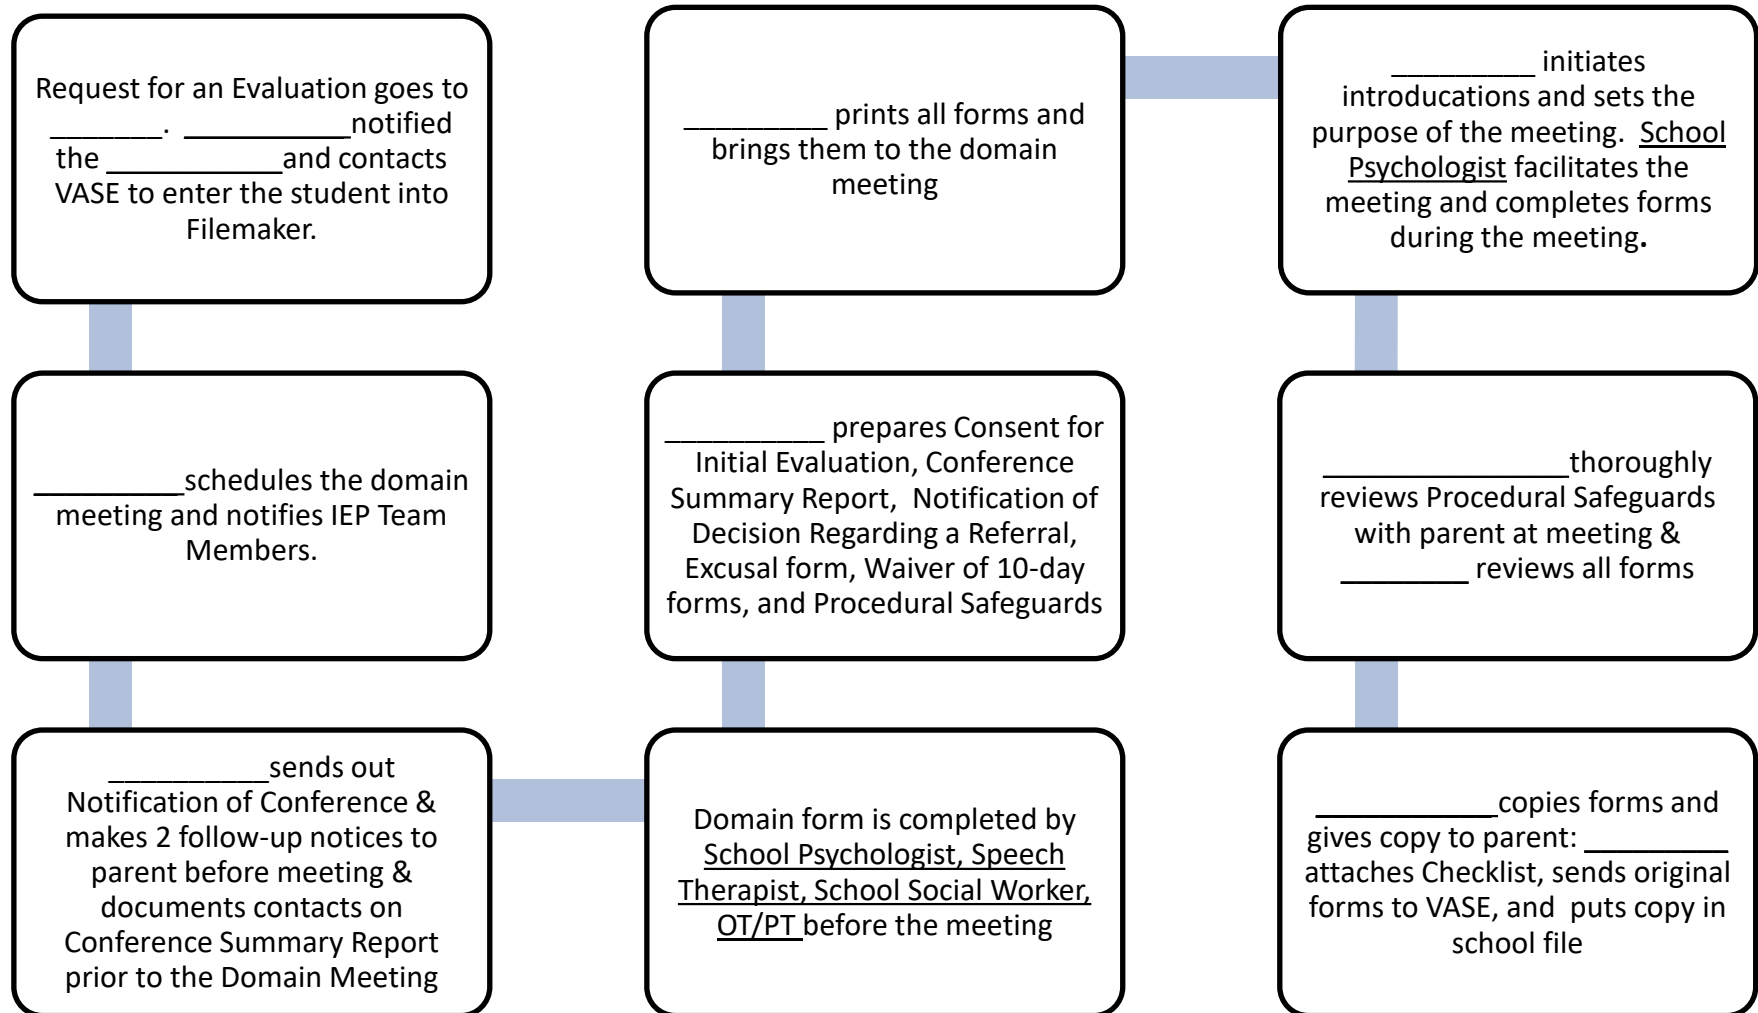 Request for an Evaluation goes to
_______. __________notified
the ___________and contacts
VASE to enter the student into
Filemaker.
_________schedules the domain
meeting and notifies IEP Team
Members.
__________sends out
Notification of Conference &
makes 2 follow-up notices to
parent before meeting &
documents contacts on
Conference Summary Report
prior to the Domain Meeting
Domain form is completed by
School Psychologist, Speech
Therapist, School Social Worker,
OT/PT before the meeting
__________ prepares Consent for
Initial Evaluation, Conference
Summary Report, Notification of
Decision Regarding a Referral,
Excusal form, Waiver of 10-day
forms, and Procedural Safeguards
_________ prints all forms and
brings them to the domain
meeting
_________ initiates
introducations and sets the
purpose of the meeting. School
Psychologist facilitates the
meeting and completes forms
during the meeting.
_______________thoroughly
reviews Procedural Safeguards
with parent at meeting &
________ reviews all forms
___________copies forms and
gives copy to parent: _________
attaches Checklist, sends original
forms to VASE, and puts copy in
school file